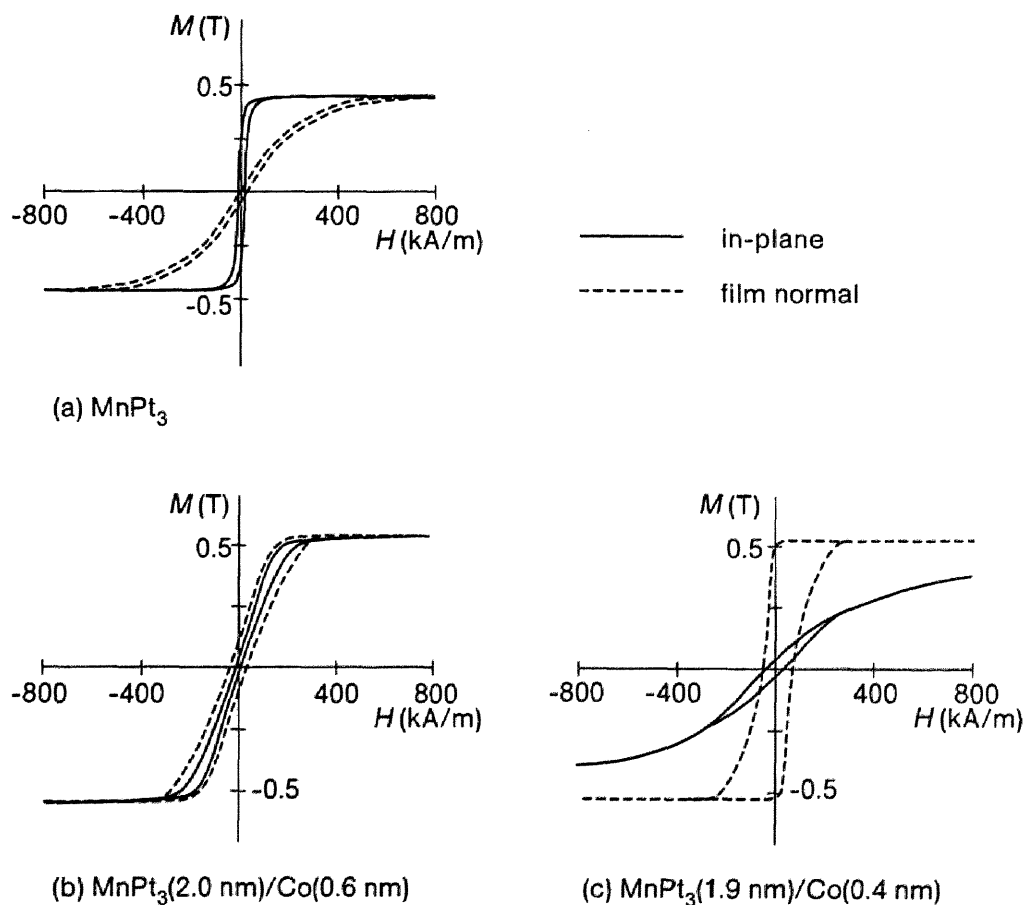 M (T)
0.5
-800 -400 400 800
H (kA/m)
-0.5
(a) MnPt3
in-plane
film normal
M (T)
0.5
-800 -400 400 800
H (kA/m)
-0.5
(b) MnPt3(2.0 nm)/Co(0.6 nm)
M (T)
0.5
-800 -400 400 800
H (kA/m)
-0.5
(c) MnPt3(1.9 nm)/Co(0.4 nm)